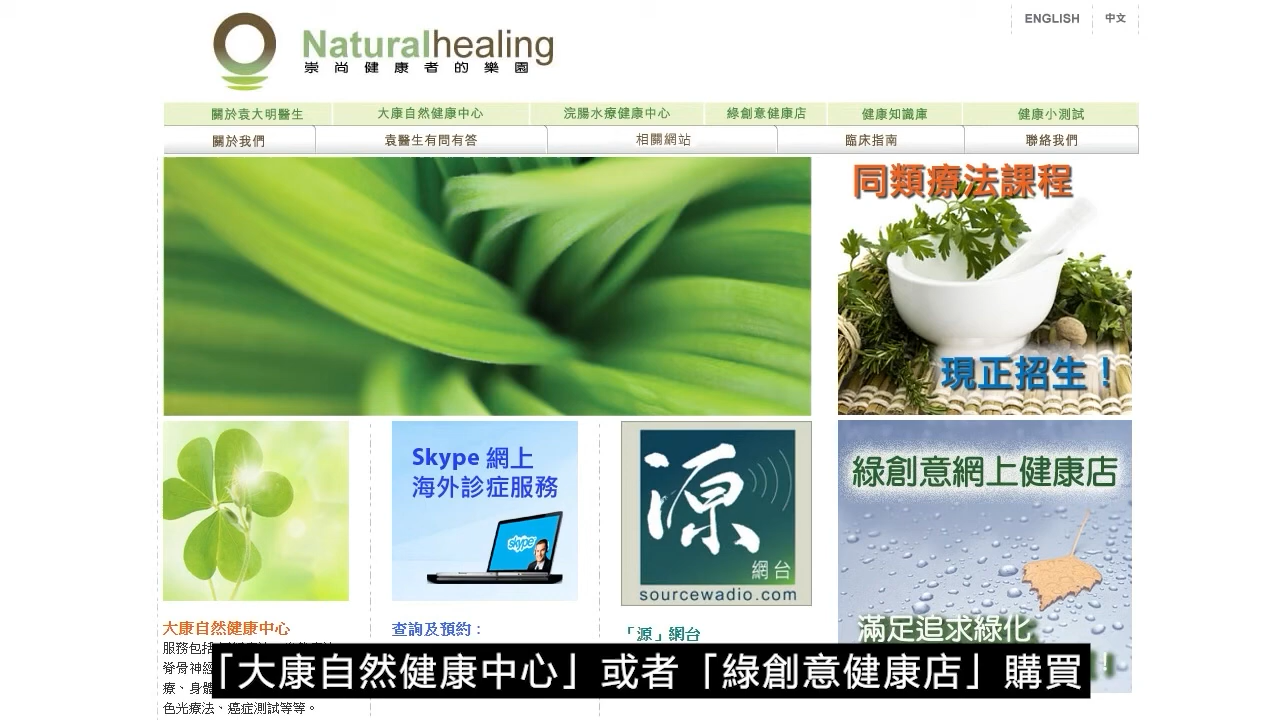 ENGLISH 中文
Naturalhealing
崇尚健康者的樂園
關於袁大明醫生 大康自然健康中心 浣腸水療健康中心 綠創意健康店 健康知識庫 健康小測試
關於我們 袁醫生有問有答 相關網站 臨床指南 聯絡我們
同類療法課程
現正招生！
Skype 網上
海外診症服務
skype
源
網台
sourcewadio.com
綠創意網上健康店
滿足追求綠化
大康自然健康中心
查詢及預約：
「源」網台
服務包括
脊骨神經
療、身體
色光療法、癌症測試等等。
「大康自然健康中心」或者「綠創意健康店」購買